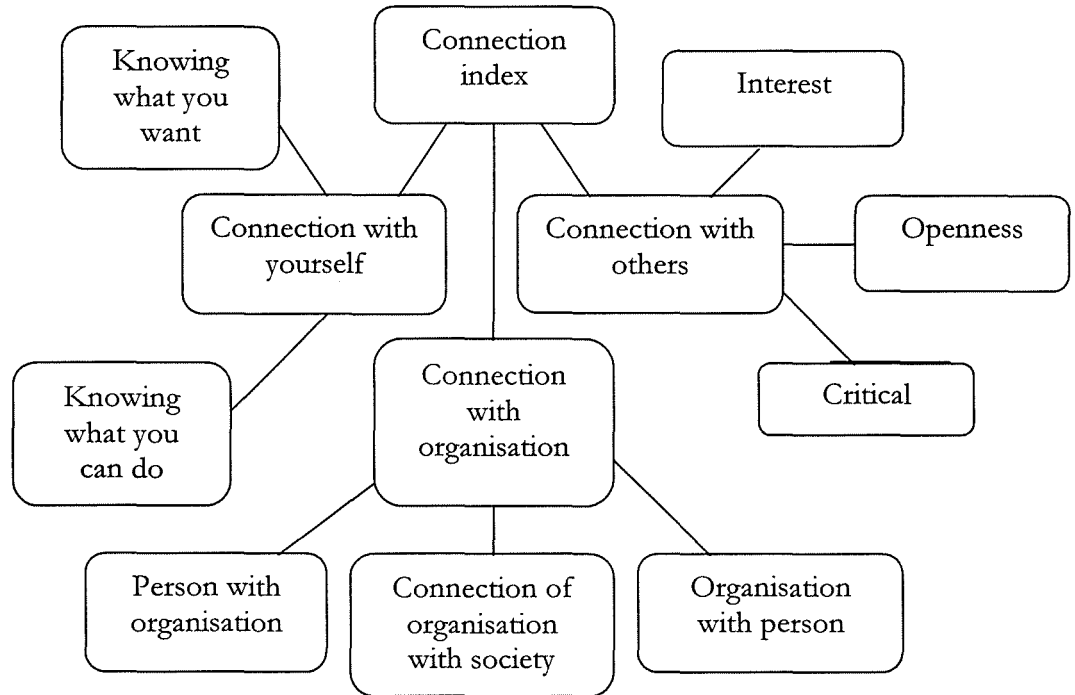 Connection
index
Knowing
what you
want
Interest
Connection with
yourself
Connection with
others
Openness
Connection
with
organisation
Critical
Knowing
what you
can do
Person with
organisation
Connection of
organisation
with society
Organisation
with person